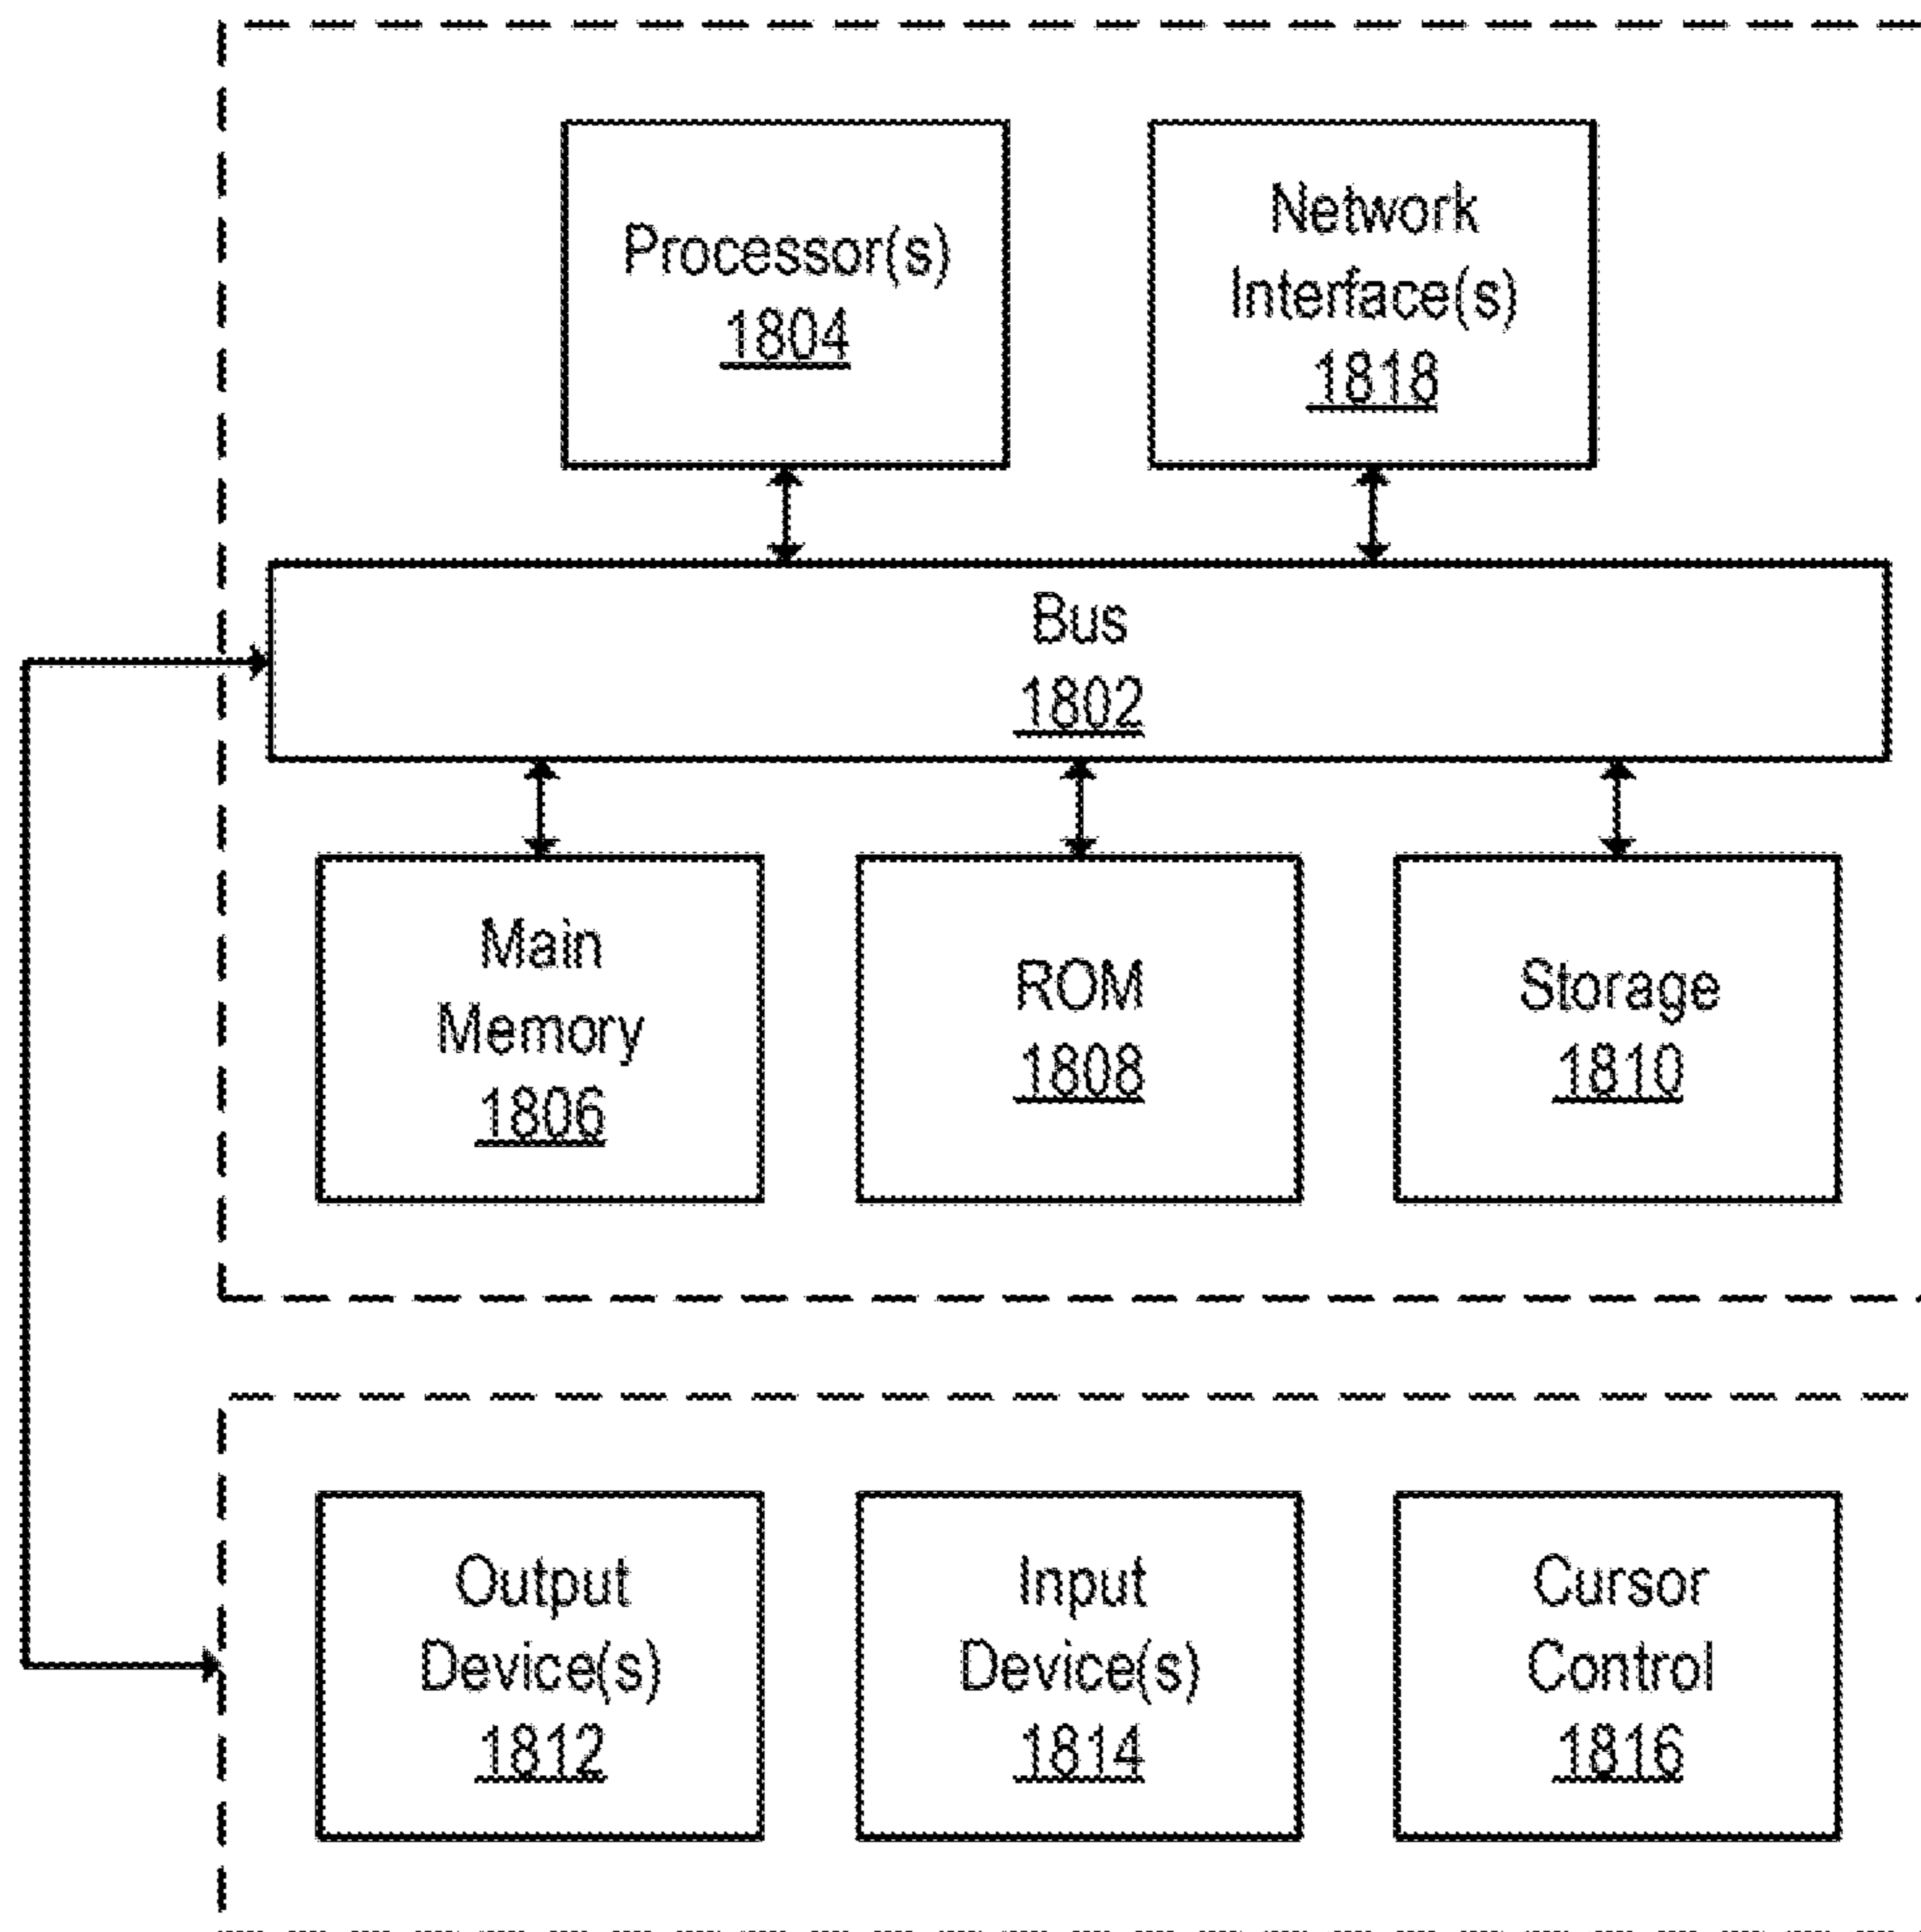 Processor(s)
1804
Network
Interface(s)
1818
Bus
1802
Main
Memory
1806
ROM
1808
Storage
1810
Output
Device(s)
1812
Input
Device(s)
1814
Cursor
Control
1816